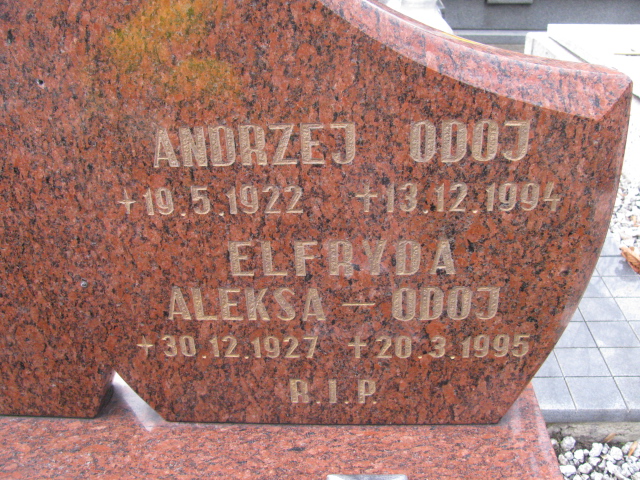 ANDRZEJ ODOJ
+19.5.1922 +13.12.1994
ELFRYDA
ALEKSA – ODOJ
+30.12.1927 +20.3.1995
R.I.P.